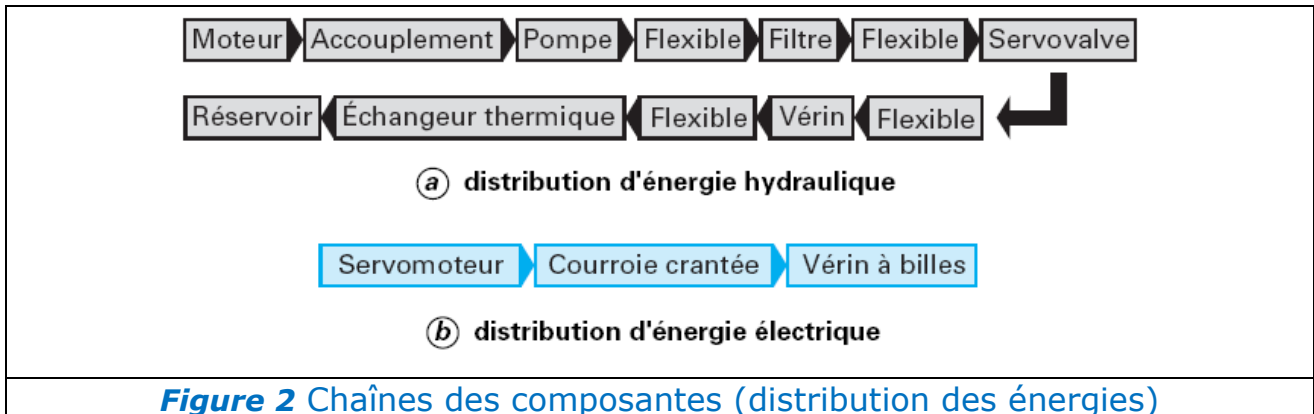 Moteur Accouplement Pompe Flexible Filtre Flexible Servovalve
Réservoir Échangeur thermique Flexible Vérin Flexible
a distribution d'énergie hydraulique
Servomoteur Courroie crantée Vérin à billes
b distribution d'énergie électrique
Figure 2 Chaînes des composantes (distribution des énergies)